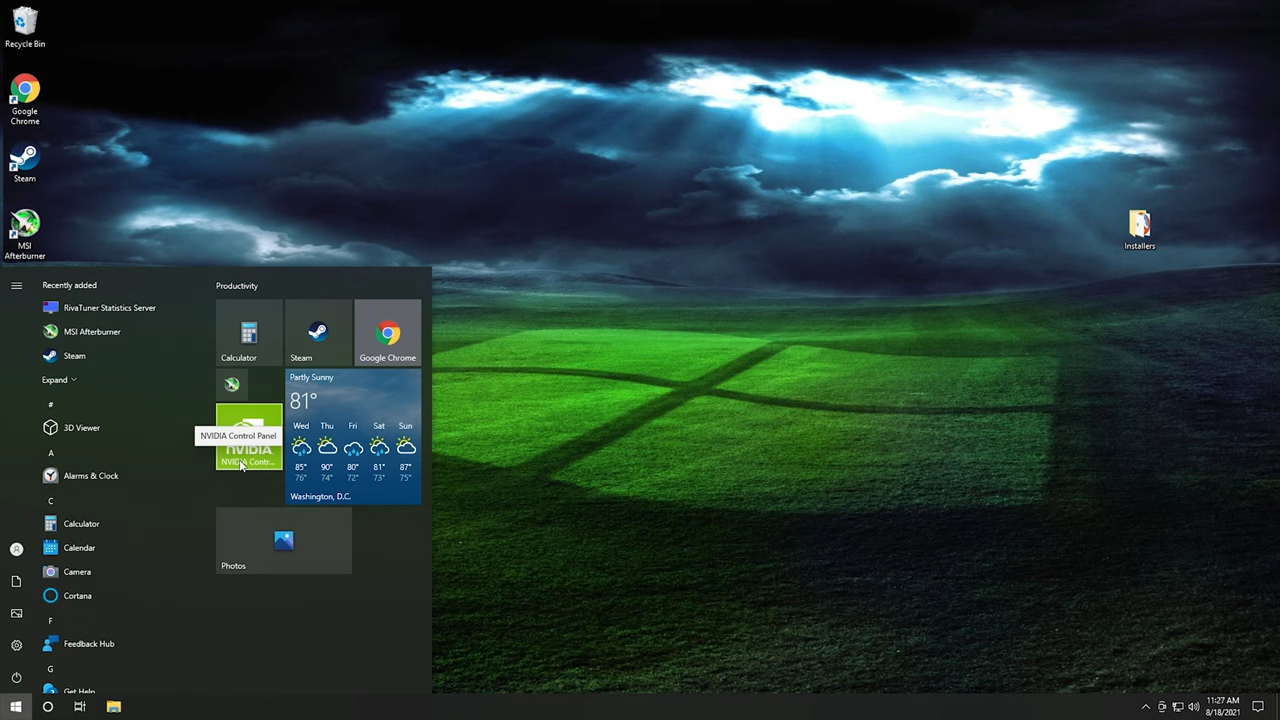 Recycle Bin
Google
Chrome
Steam
MSI
Afterburner
Installers
Recently added
RivaTuner Statistics Server
MSI Afterburner
Steam
Expand
#
3D Viewer
A
Alarms & Clock
C
Calculator
Calendar
Camera
Cortana
F
Feedback Hub
G
Get Help
Productivity
Calculator
Steam
Google Chrome
NVIDIA Control Panel
NVIDIA
NVIDIA Contr...
Partly Sunny
81°
Wed Thu Fri Sat Sun
85° 90° 80° 81° 87°
76° 74° 72° 73° 75°
Washington, D.C.
Photos
11:27 AM
8/18/2021